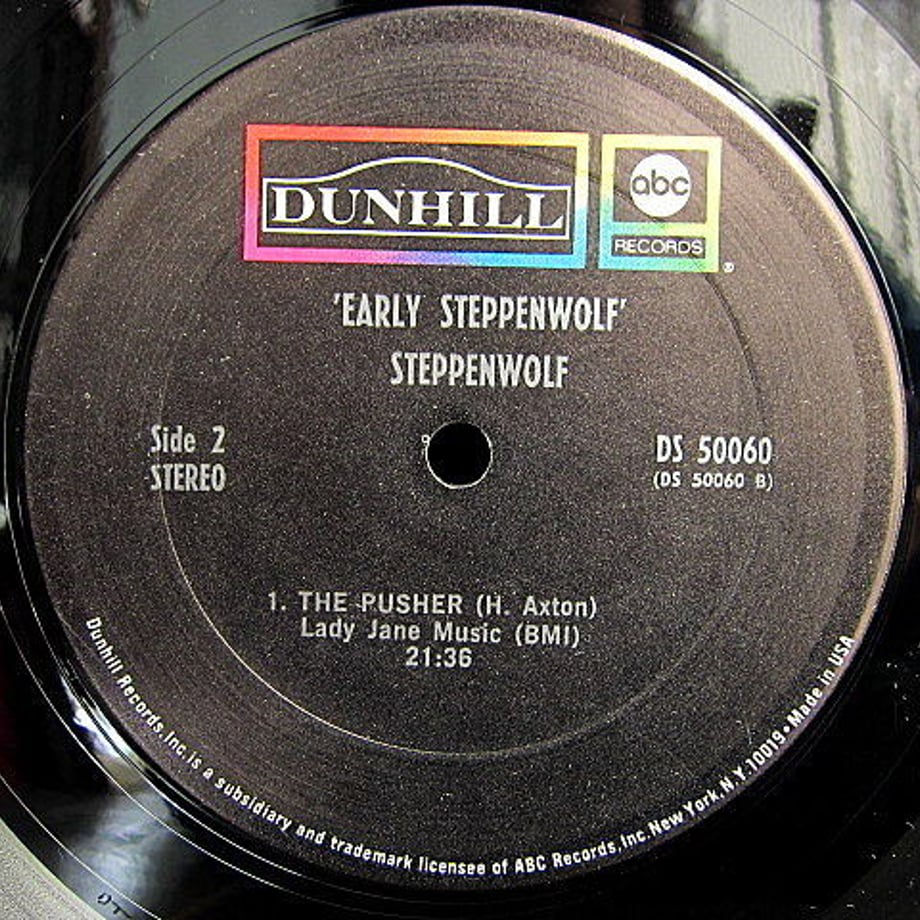 DUNHILL
abc
RECORDS
'EARLY STEPPENWOLF'
STEPPENWOLF
Side 2
STEREO
DS 50060
(DS 50060 B)
1. THE PUSHER (H. Axton)
Lady Jane Music (BMI)
21:36
Dunhill Records, Inc. is a subsidiary and trademark licensee of ABC Records, Inc. New York, N.Y. 10019 • Made in USA